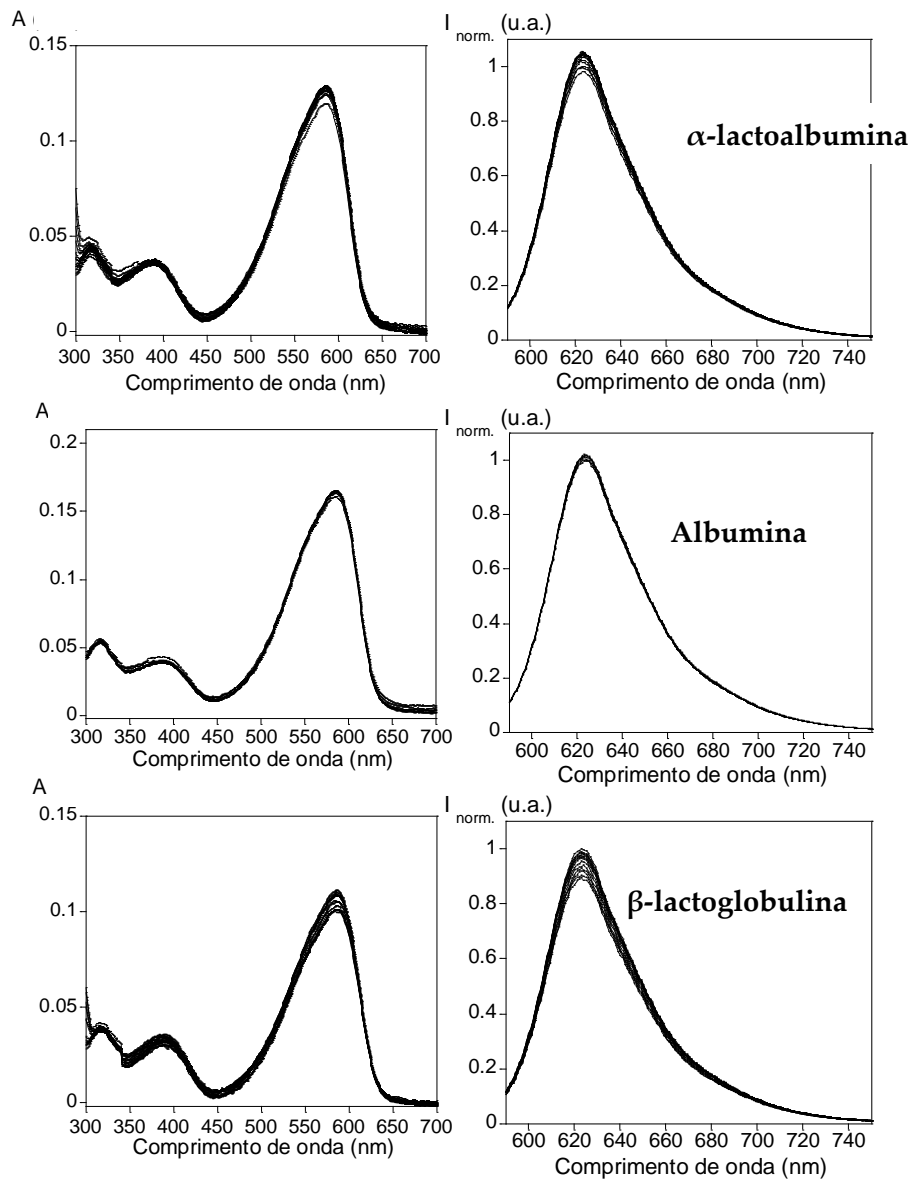 A
0.15
0.1
0.05
0
300 350 400 450 500 550 600 650 700
Comprimento de onda (nm)
I norm. (u.a.)
1
0.8
0.6
0.4
0.2
0
600 620 640 660 680 700 720 740
Comprimento de onda (nm)
α-lactoalbumina
A
0.2
0.15
0.1
0.05
0
300 350 400 450 500 550 600 650 700
Comprimento de onda (nm)
I norm. (u.a.)
1
0.8
0.6
0.4
0.2
0
600 620 640 660 680 700 720 740
Comprimento de onda (nm)
Albumina
A
0.15
0.1
0.05
0
300 350 400 450 500 550 600 650 700
Comprimento de onda (nm)
I norm. (u.a.)
1
0.8
0.6
0.4
0.2
0
600 620 640 660 680 700 720 740
Comprimento de onda (nm)
β-lactoglobulina